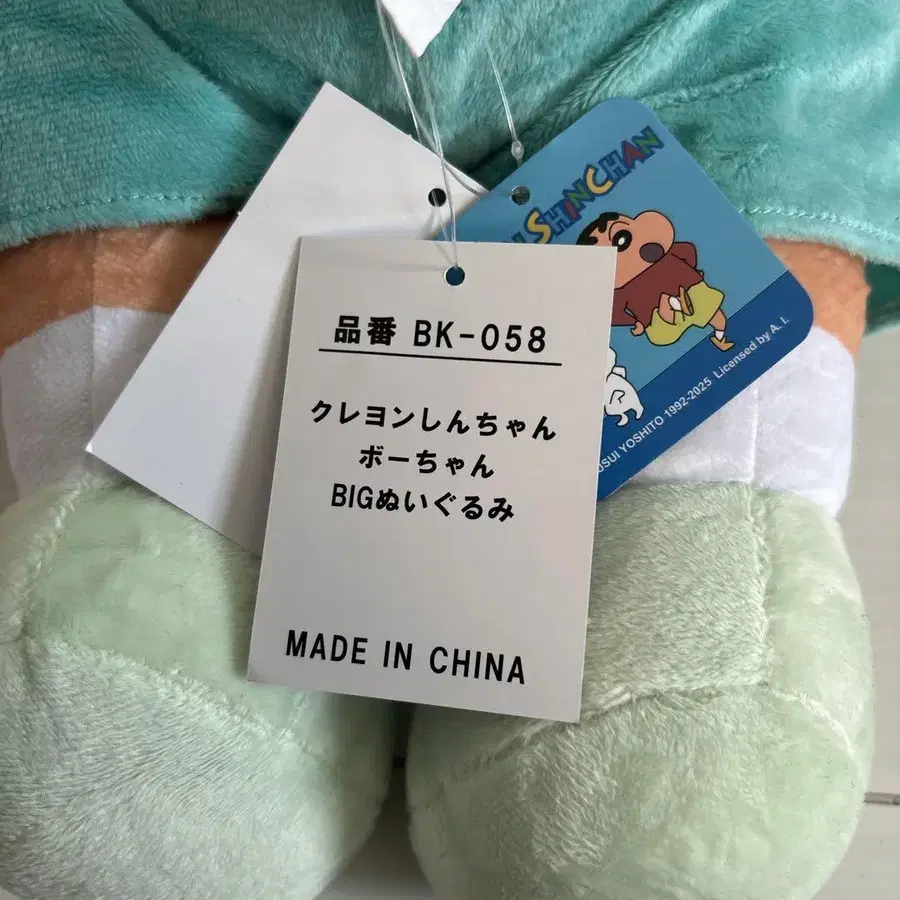 品番 BK-058
クレヨンしんちゃん
ボーちゃん
BIGぬいぐるみ
MADE IN CHINA
SHINCHAN
USUI YOSHITO 1992-2025 Licensed by A. I.